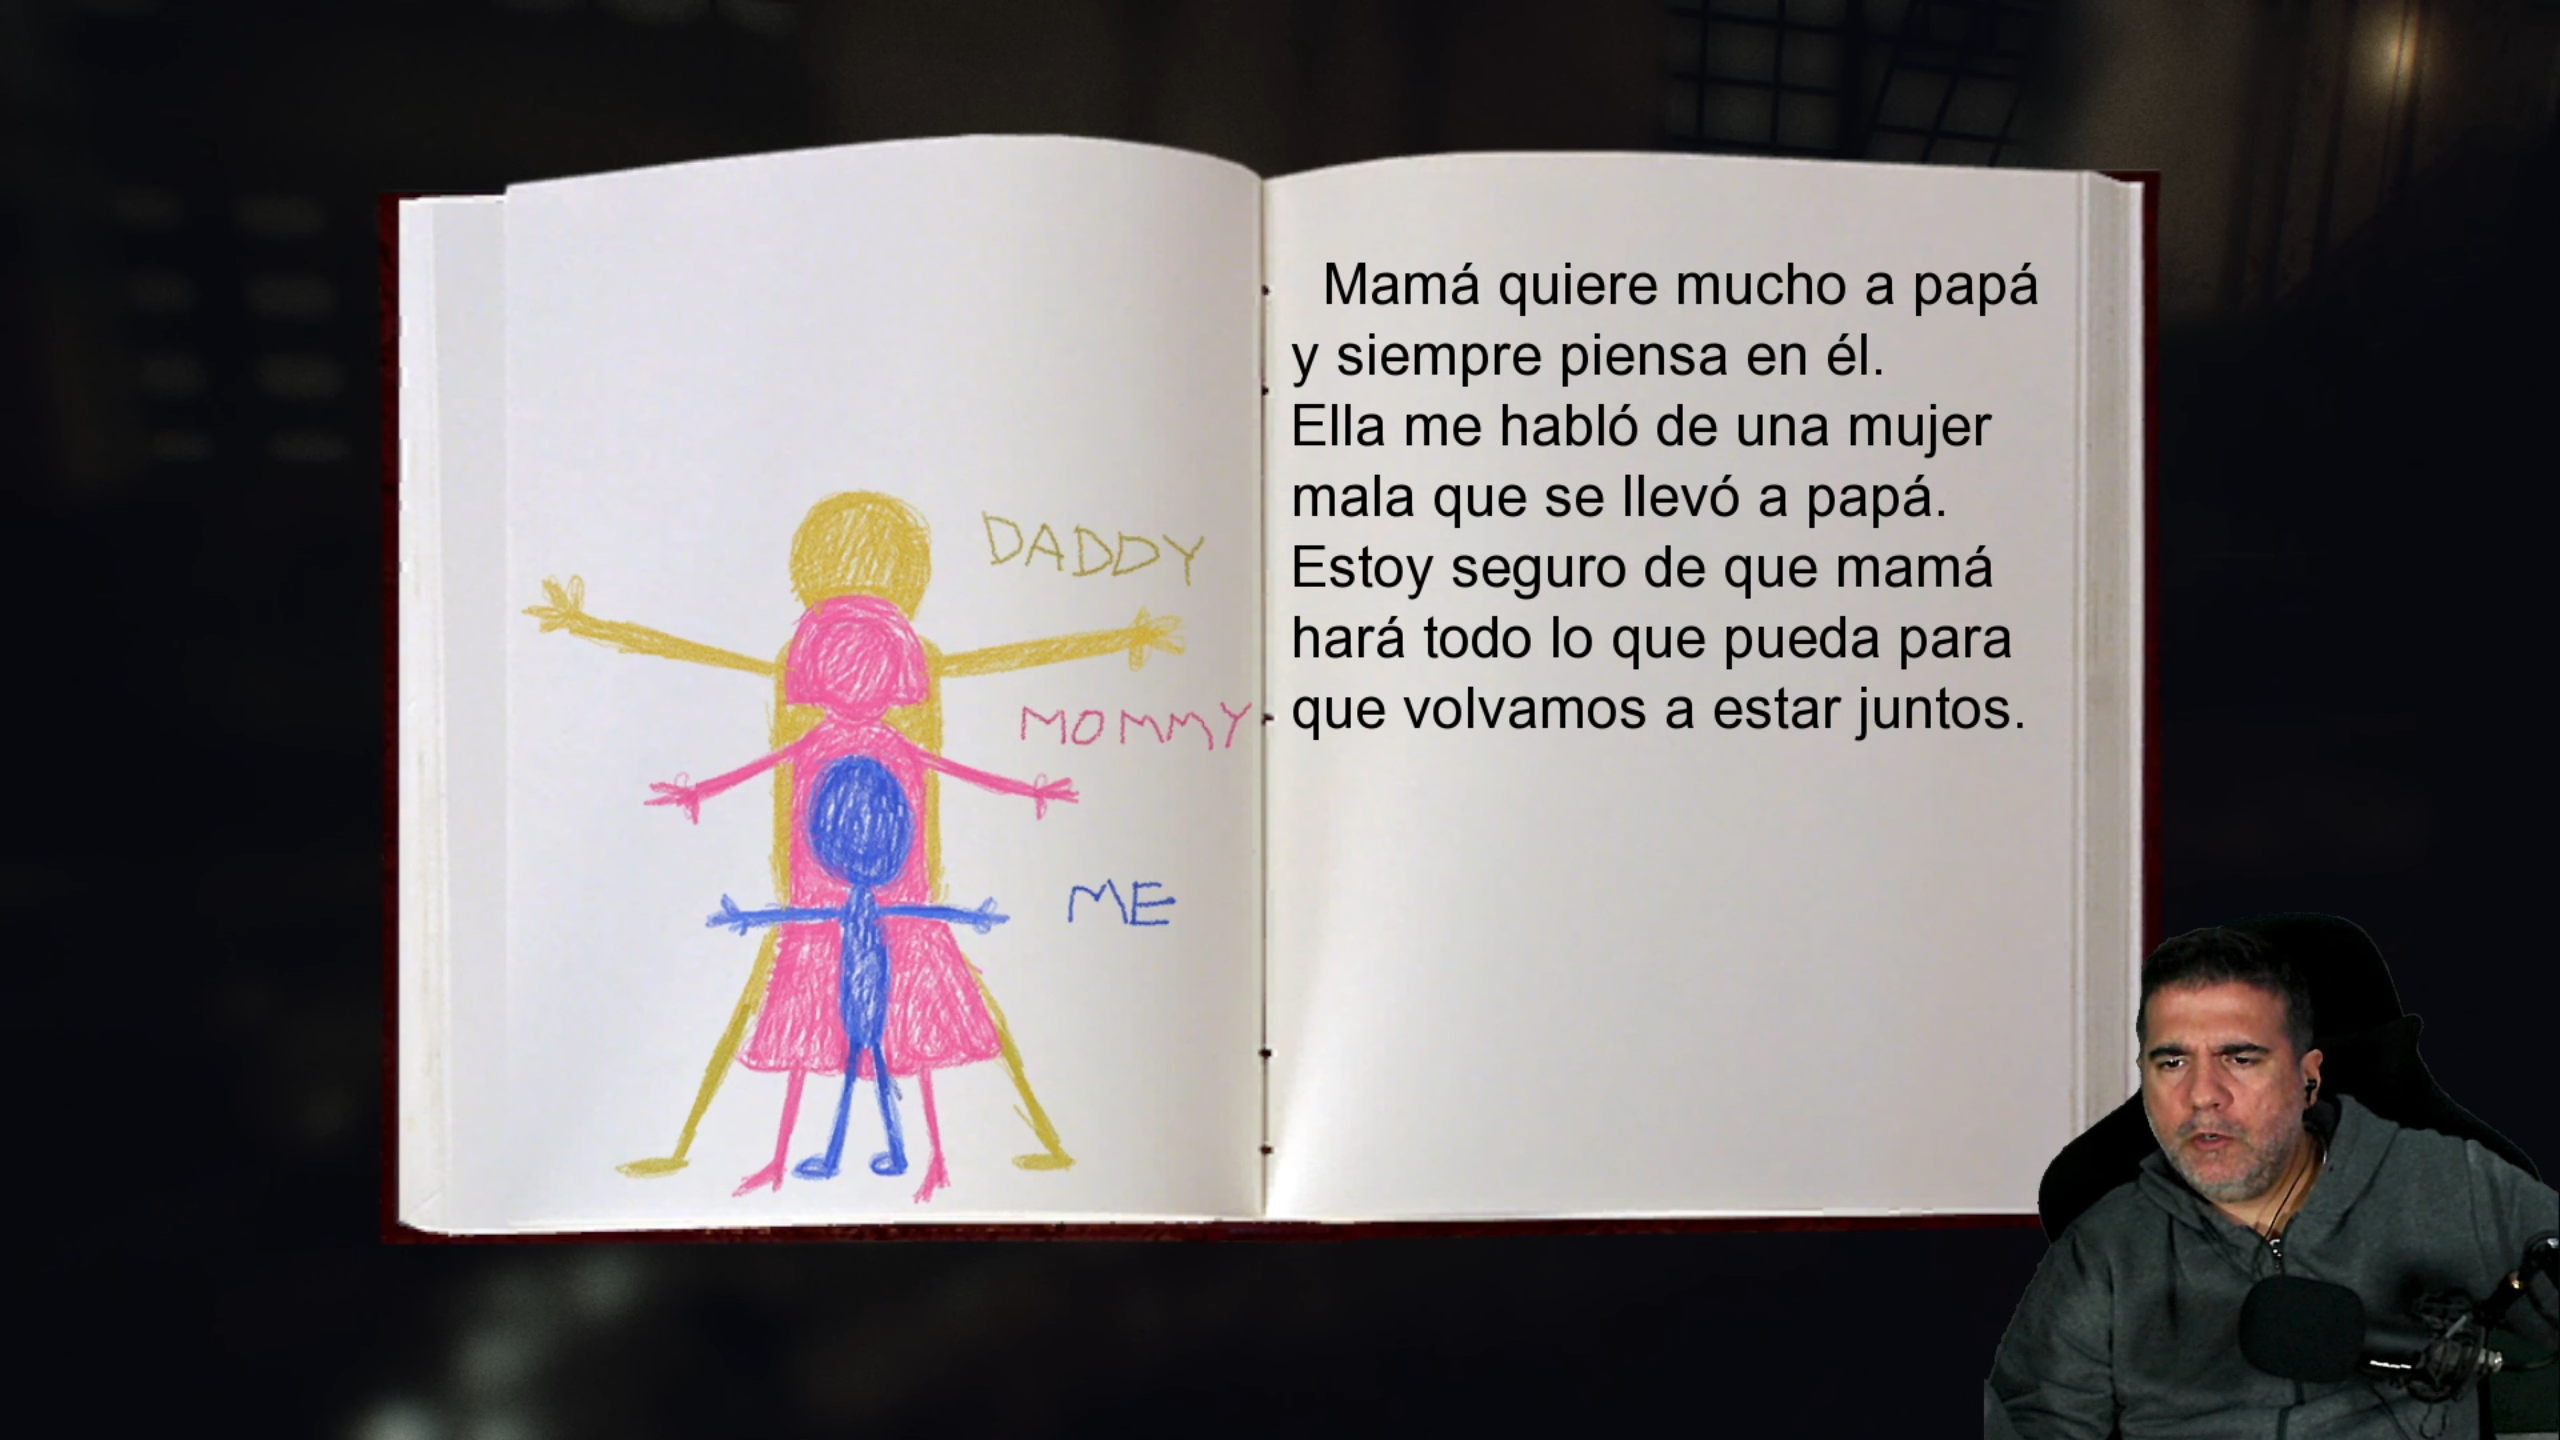 DADDY
MOMMY
ME
Mamá quiere mucho a papá
y siempre piensa en él.
Ella me habló de una mujer
mala que se llevó a papá.
Estoy seguro de que mamá
hará todo lo que pueda para
que volvamos a estar juntos.